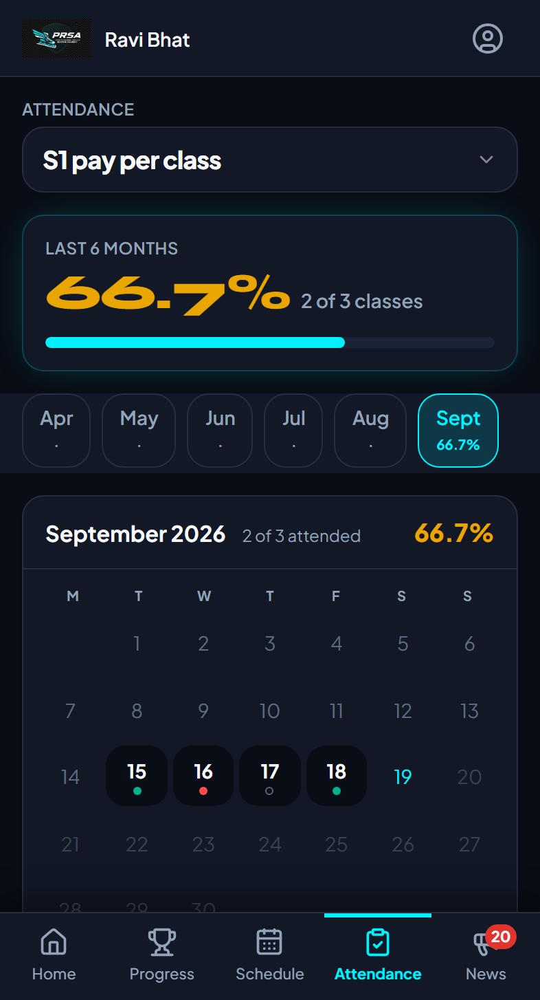 PRSA
Ravi Bhat
ATTENDANCE
S1 pay per class
LAST 6 MONTHS
66.7% 2 of 3 classes
Apr May Jun Jul Aug Sept
. . . . . 66.7%
September 2026 2 of 3 attended 66.7%
M T W T F S S
1 2 3 4 5 6
7 8 9 10 11 12 13
14 15 16 17 18 19 20
21 22 23 24 25 26 27
28 29 30
20
Home Progress Schedule Attendance News